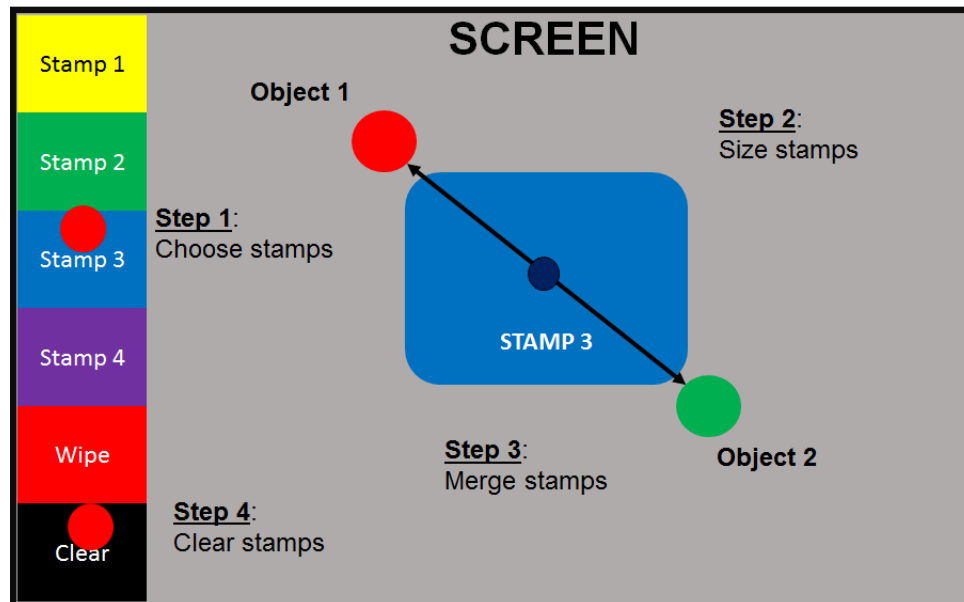 SCREEN
Stamp 1
Stamp 2
Stamp 3
Stamp 4
Wipe
Clear
Object 1
Step 2:
Size stamps
Step 1:
Choose stamps
STAMP 3
Step 3:
Merge stamps
Object 2
Step 4:
Clear stamps